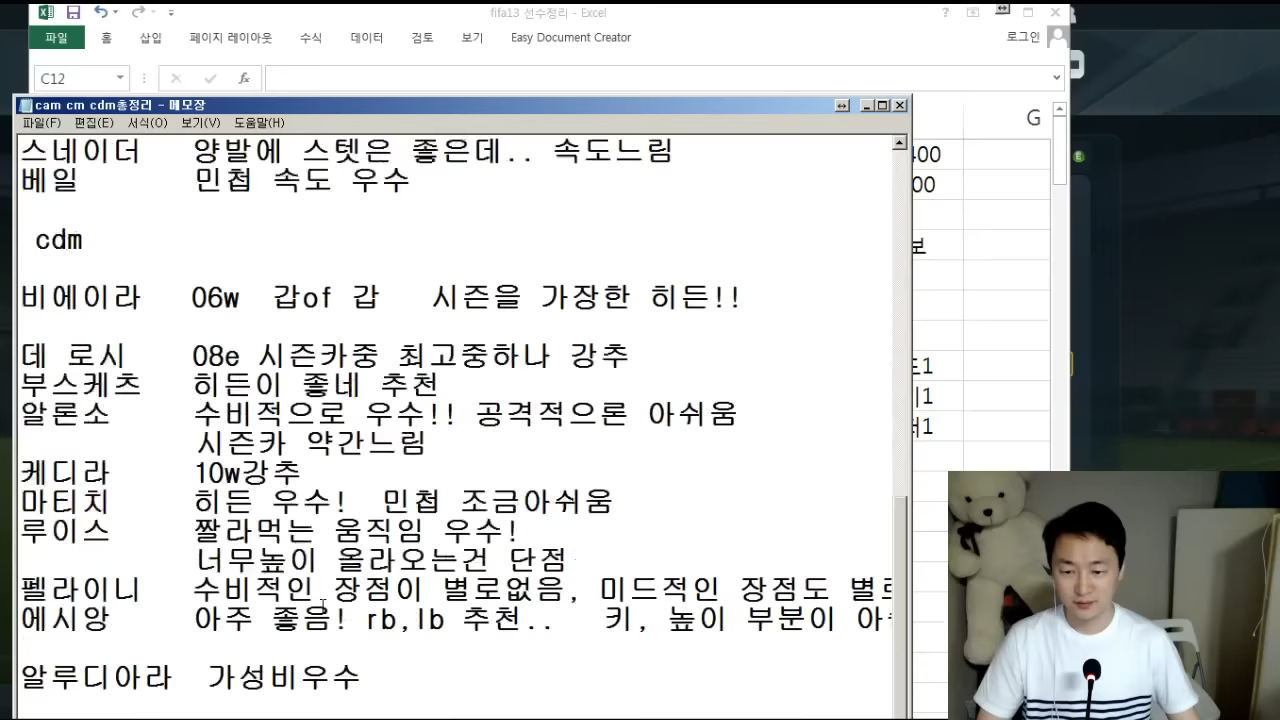 fifa13 선수정리 - Excel
파일 홈 삽입 페이지 레이아웃 수식 데이터 검토 보기 Easy Document Creator 로그인
C12
cam cm cdm총정리 - 메모장
파일(F) 편집(E) 서식(O) 보기(V) 도움말(H)
G
스네이더 양발에 스텟은 좋은데.. 속도느림
베일 민첩 속도 우수
cdm
비에이라 06w 갑of 갑 시즌을 가장한 히든!!
데 로시 08e 시즌카중 최고중하나 강추
부스케츠 히든이 좋네 추천
알론소 수비적으로 우수!! 공격적으론 아쉬움
시즌카 약간느림
케디라 10w강추
마티치 히든 우수! 민첩 조금아쉬움
루이스 짤라먹는 움직임 우수!
너무높이 올라오는건 단점
펠라이니 수비적인 장점이 별로없음, 미드적인 장점도 별로
에시앙 아주 좋음! rb,lb 추천.. 키, 높이 부분이
알루디아라 가성비우수